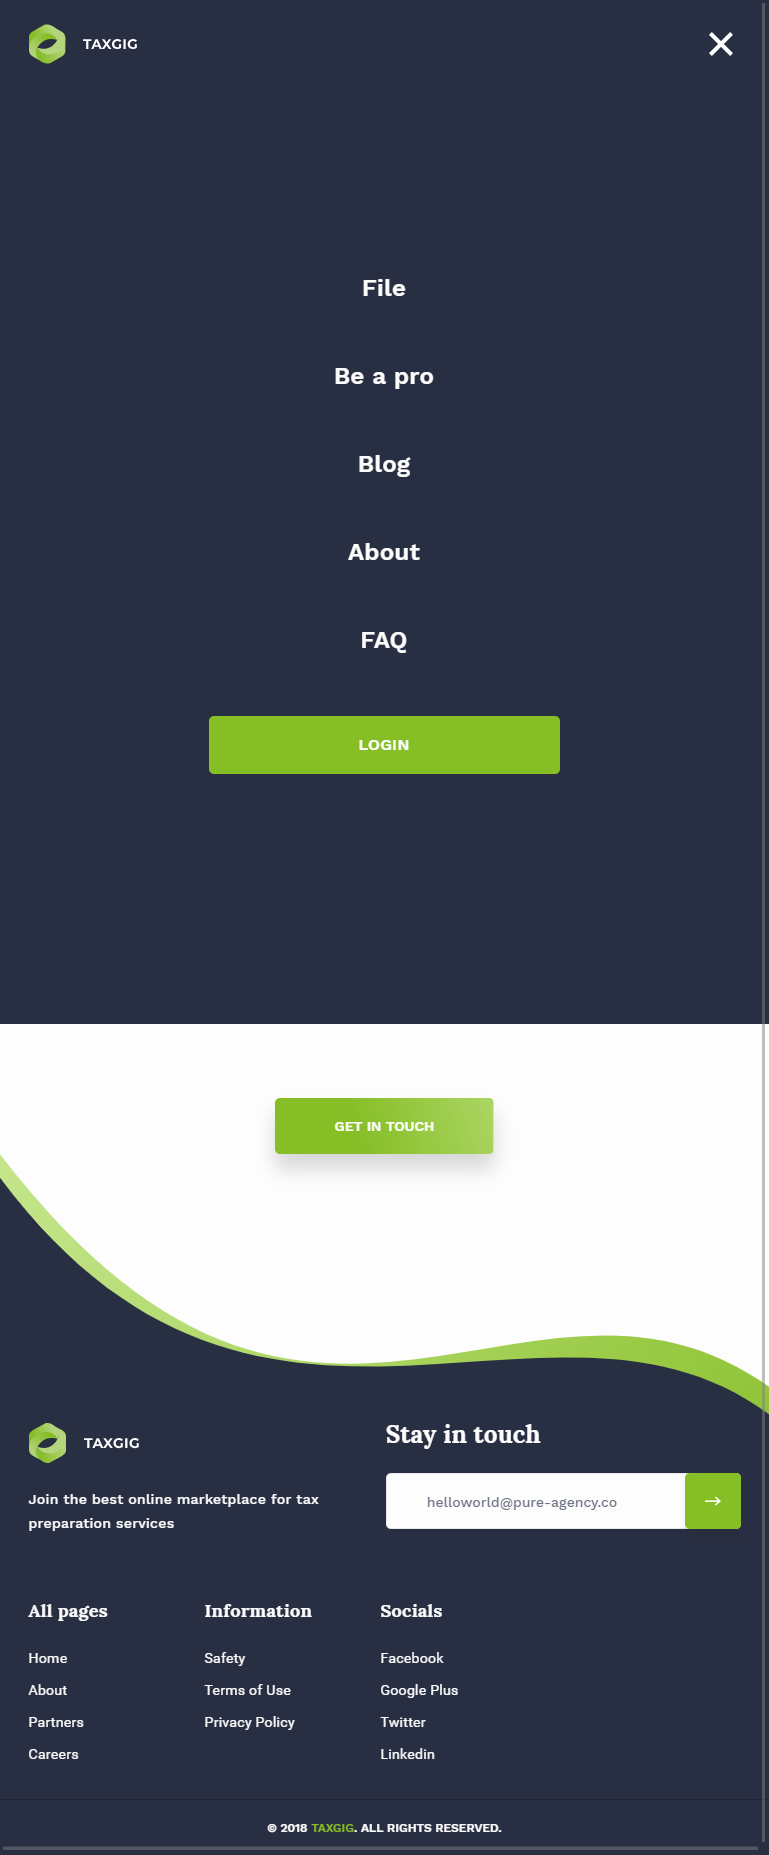 TAXGIG
File
Be a pro
Blog
About
FAQ
LOGIN
GET IN TOUCH
TAXGIG
Join the best online marketplace for tax
preparation services
Stay in touch
helloworld@pure-agency.co
All pages
Home
About
Partners
Careers
Information
Safety
Terms of Use
Privacy Policy
Socials
Facebook
Google Plus
Twitter
Linkedin
© 2018 TAXGIG. ALL RIGHTS RESERVED.